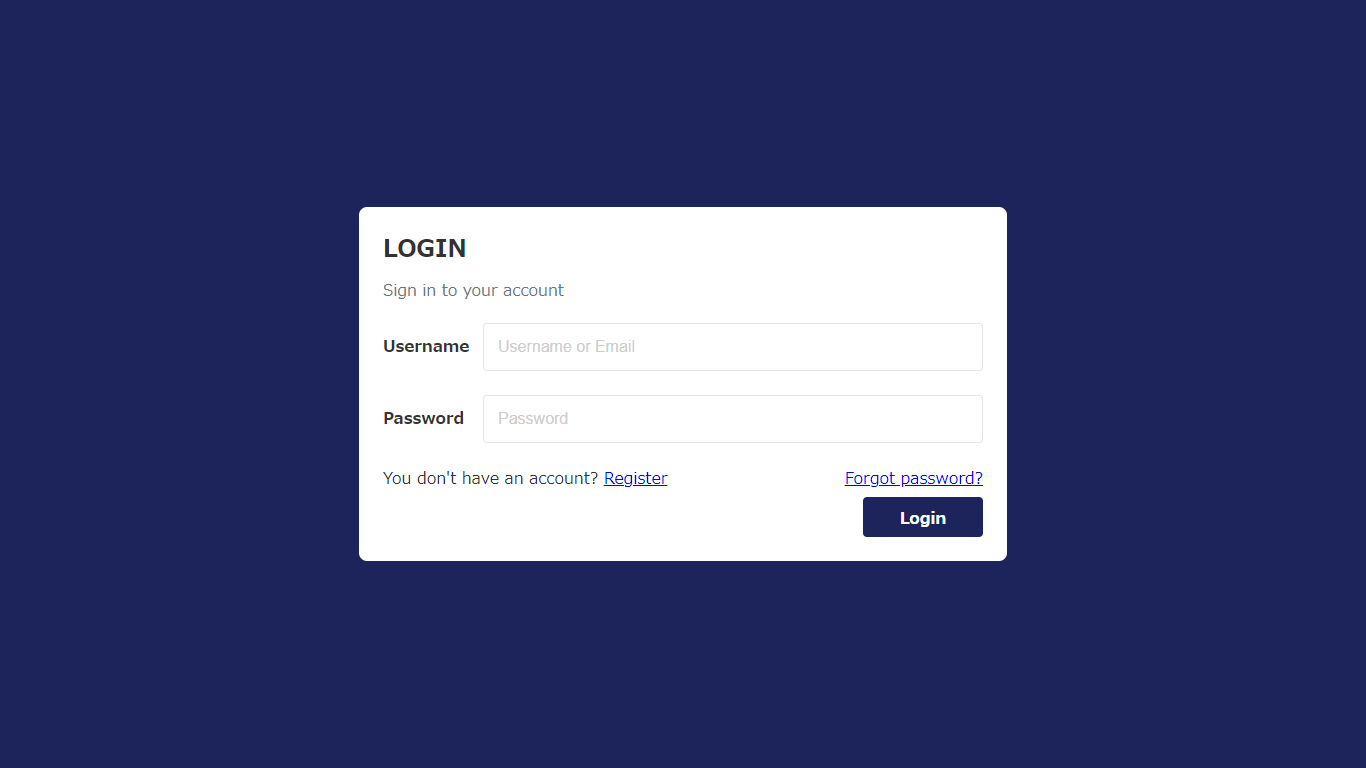 LOGIN
Sign in to your account
Username
Username or Email
Password
Password
You don't have an account? Register
Forgot password?
Login